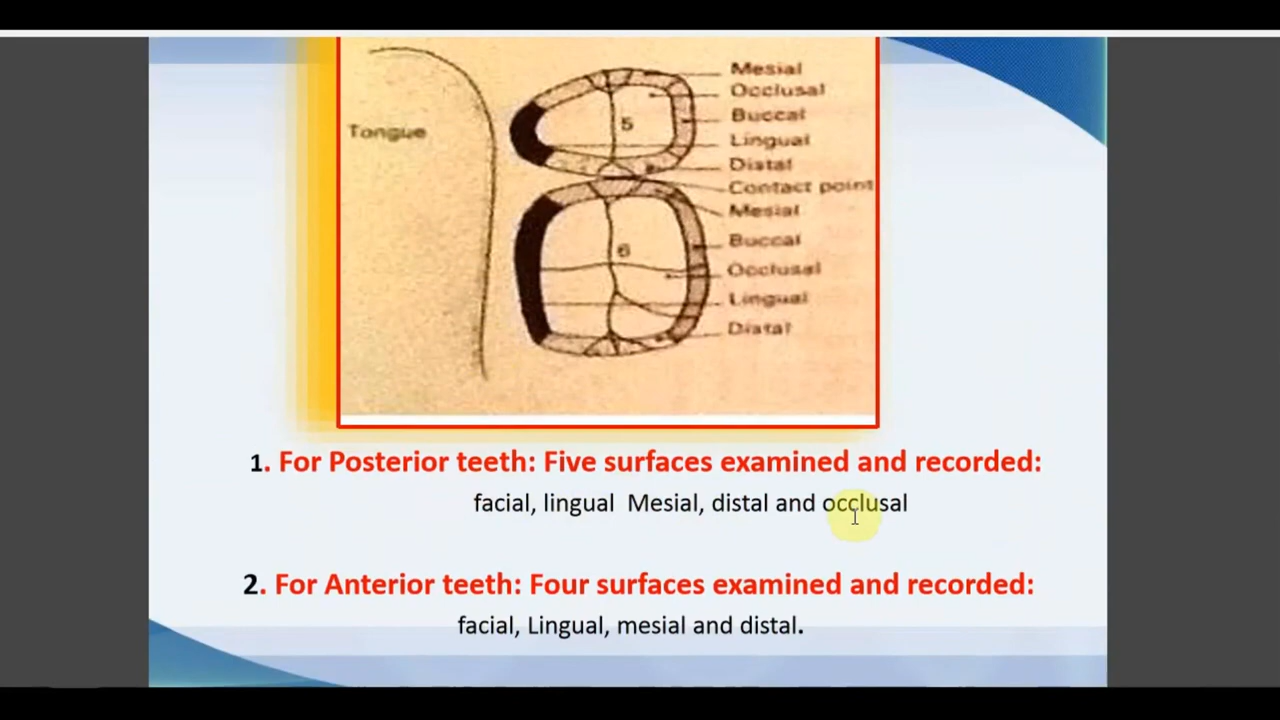 Mesial
Occlusal
Buccal
5
Tongue
Lingual
Distal
Contact point
Mesial
Buccal
6
Occlusal
Lingual
Distal
1. For Posterior teeth: Five surfaces examined and recorded:
facial, lingual Mesial, distal and occlusal
2. For Anterior teeth: Four surfaces examined and recorded:
facial, Lingual, mesial and distal.